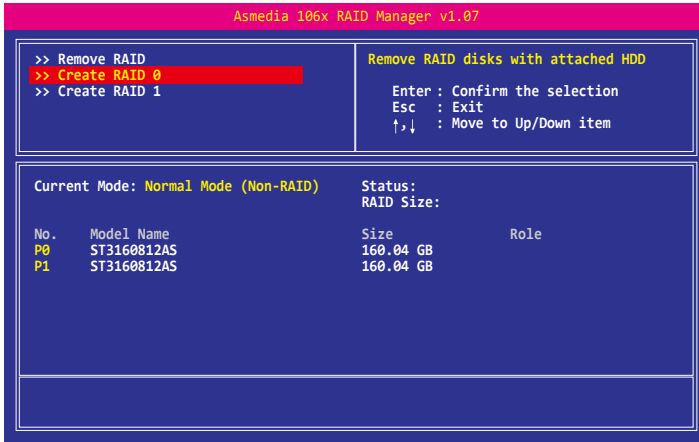 Asmedia 106x RAID Manager v1.07
>> Remove RAID
>> Create RAID 0
>> Create RAID 1
Remove RAID disks with attached HDD
Enter : Confirm the selection
Esc : Exit
↑,↓ : Move to Up/Down item
Current Mode: Normal Mode (Non-RAID) Status:
RAID Size:
No. Model Name Size Role
P0 ST3160812AS 160.04 GB
P1 ST3160812AS 160.04 GB